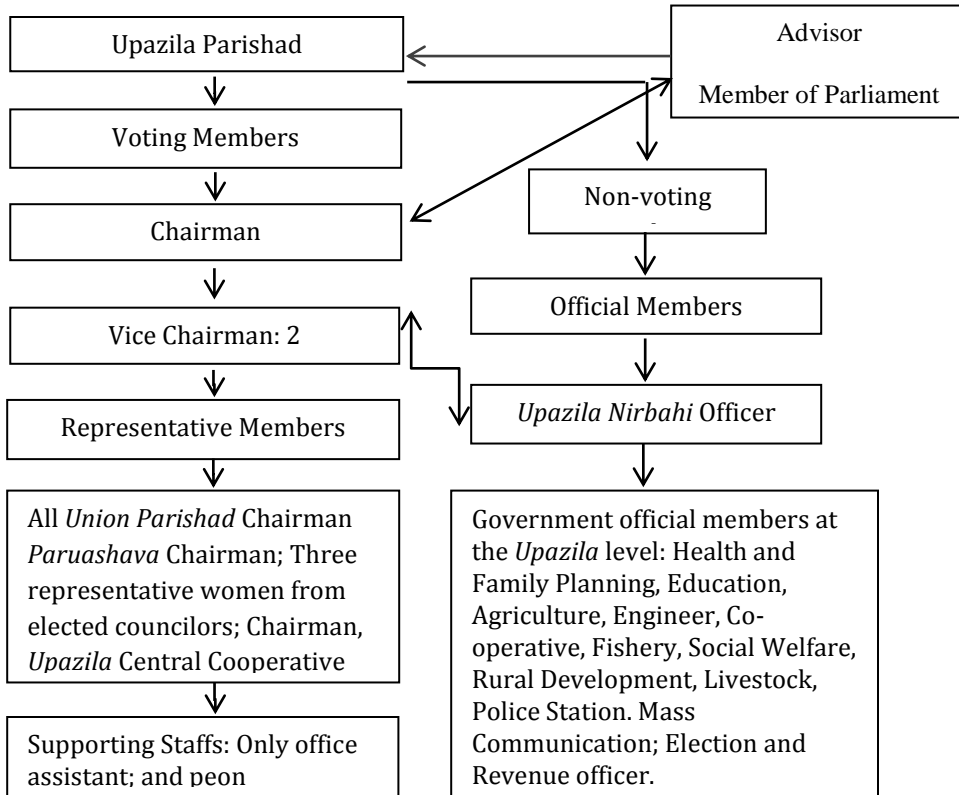 Upazila Parishad
Advisor
Member of Parliament
Voting Members
Non-voting
Chairman
Official Members
Vice Chairman: 2
Upazila Nirbahi Officer
Representative Members
All Union Parishad Chairman
Paruashava Chairman; Three
representative women from
elected councilors; Chairman,
Upazila Central Cooperative
Government official members at
the Upazila level: Health and
Family Planning, Education,
Agriculture, Engineer, Co-
operative, Fishery, Social Welfare,
Rural Development, Livestock,
Police Station. Mass
Communication; Election and
Revenue officer.
Supporting Staffs: Only office
assistant; and peon